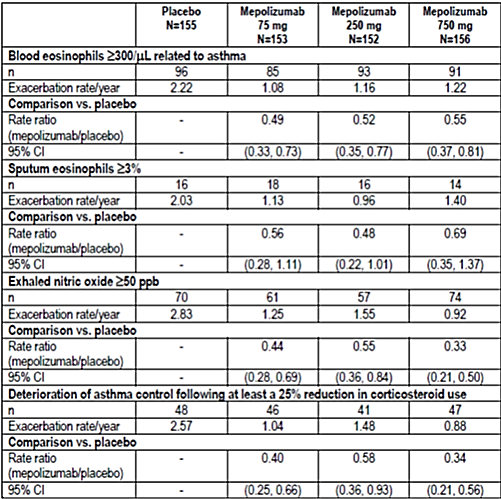 Placebo N=155 Mepolizumab 75 mg N=153 Mepolizumab 250 mg N=152 Mepolizumab 750 mg N=156
Blood eosinophils ≥300/µL related to asthma
n 96 85 93 91
Exacerbation rate/year 2.22 1.08 1.16 1.22
Comparison vs. placebo
Rate ratio (mepolizumab/placebo) - 0.49 0.52 0.55
95% CI - (0.33, 0.73) (0.35, 0.77) (0.37, 0.81)
Sputum eosinophils ≥3%
n 16 18 16 14
Exacerbation rate/year 2.03 1.13 0.96 1.40
Comparison vs. placebo
Rate ratio (mepolizumab/placebo) - 0.56 0.48 0.69
95% CI - (0.28, 1.11) (0.22, 1.01) (0.35, 1.37)
Exhaled nitric oxide ≥50 ppb
n 70 61 57 74
Exacerbation rate/year 2.83 1.25 1.55 0.92
Comparison vs. placebo
Rate ratio (mepolizumab/placebo) - 0.44 0.55 0.33
95% CI - (0.28, 0.69) (0.36, 0.84) (0.21, 0.50)
Deterioration of asthma control following at least a 25% reduction in corticosteroid use
n 48 46 41 47
Exacerbation rate/year 2.57 1.04 1.48 0.88
Comparison vs. placebo
Rate ratio (mepolizumab/placebo) - 0.40 0.58 0.34
95% CI - (0.25, 0.66) (0.36, 0.93) (0.21, 0.56)